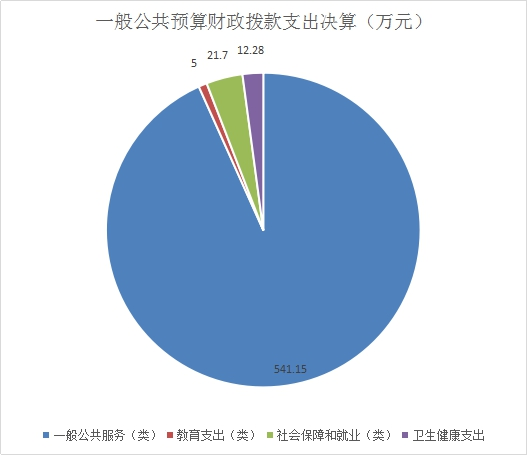 一般公共预算财政拨款支出决算（万元）
12.28
21.7
5
541.15
一般公共服务（类） 教育支出（类） 社会保障和就业（类） 卫生健康支出